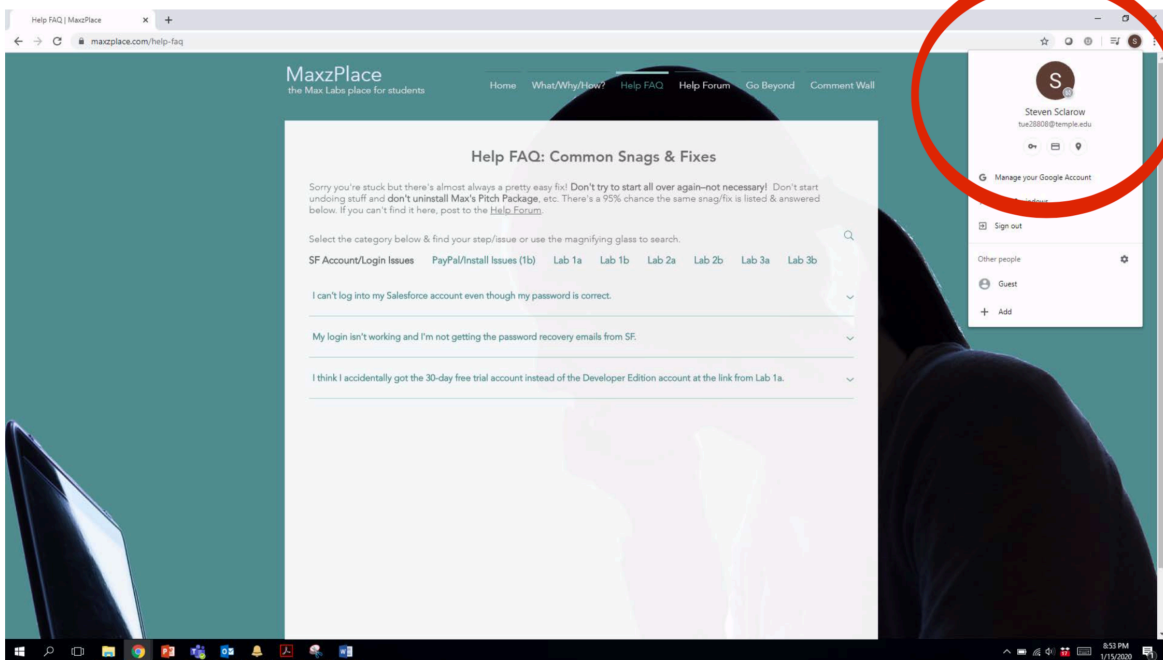 Help FAQ | MaxzPlace
maxzplace.com/help-faq
MaxzPlace
the Max Labs place for students
Home What/Why/How? Help FAQ Help Forum Go Beyond Comment Wall
Help FAQ: Common Snags & Fixes
Sorry you're stuck but there's almost always a pretty easy fix! Don't try to start all over again–not necessary! Don't start
undoing stuff and don't uninstall Max's Pitch Package, etc. There's a 95% chance the same snag/fix is listed & answered
below. If you can't find it here, post to the Help Forum.
Select the category below & find your step/issue or use the magnifying glass to search.
SF Account/Login Issues PayPal/Install Issues (1b) Lab 1a Lab 1b Lab 2a Lab 2b Lab 3a Lab 3b
I can't log into my Salesforce account even though my password is correct.
My login isn't working and I'm not getting the password recovery emails from SF.
I think I accidentally got the 30-day free trial account instead of the Developer Edition account at the link from Lab 1a.
S
S
Steven Sclarow
tue28808@temple.edu
G Manage your Google Account
Sign out
Other people
Guest
Add
8:53 PM
1/15/2020